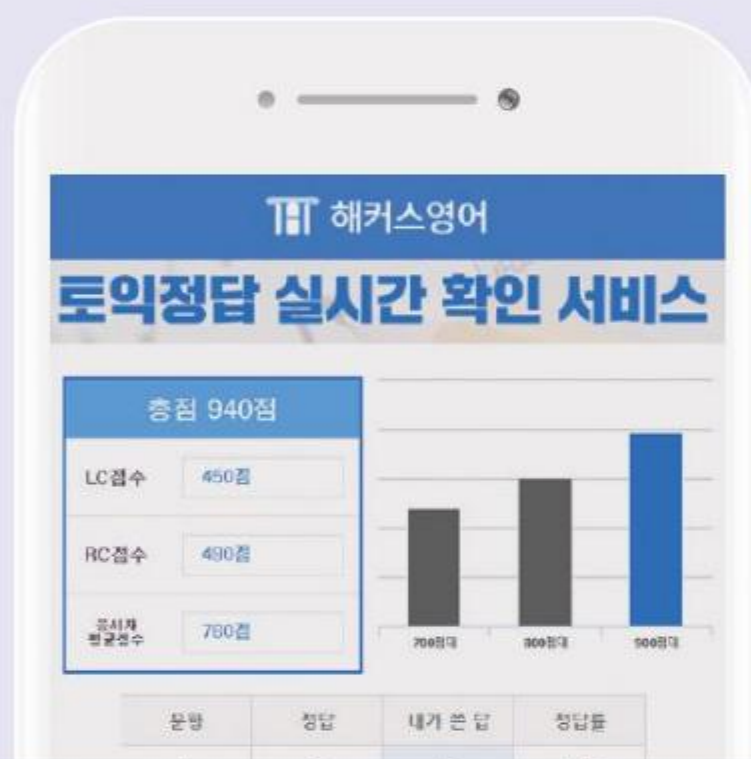 해커스영어
토익정답 실시간 확인 서비스
총점 940점
LC점수 450점
RC점수 490점
응시자
평균점수 760점
700점대 800점대 900점대
문항 정답 내가 쓴 답 정답률